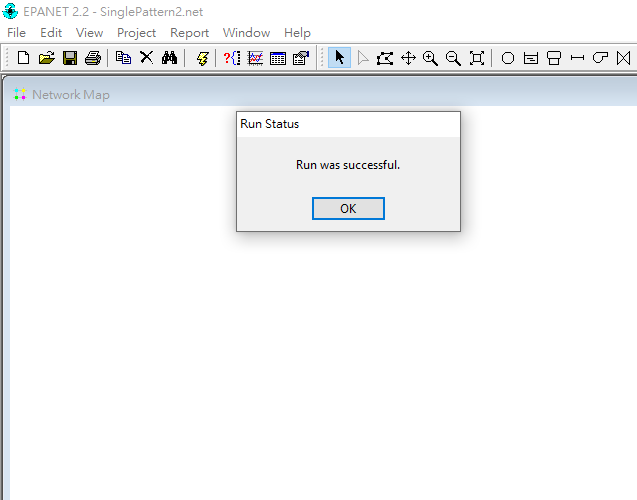 EPANET 2.2 - SinglePattern2.net
File Edit View Project Report Window Help
Network Map
Run Status
Run was successful.
OK